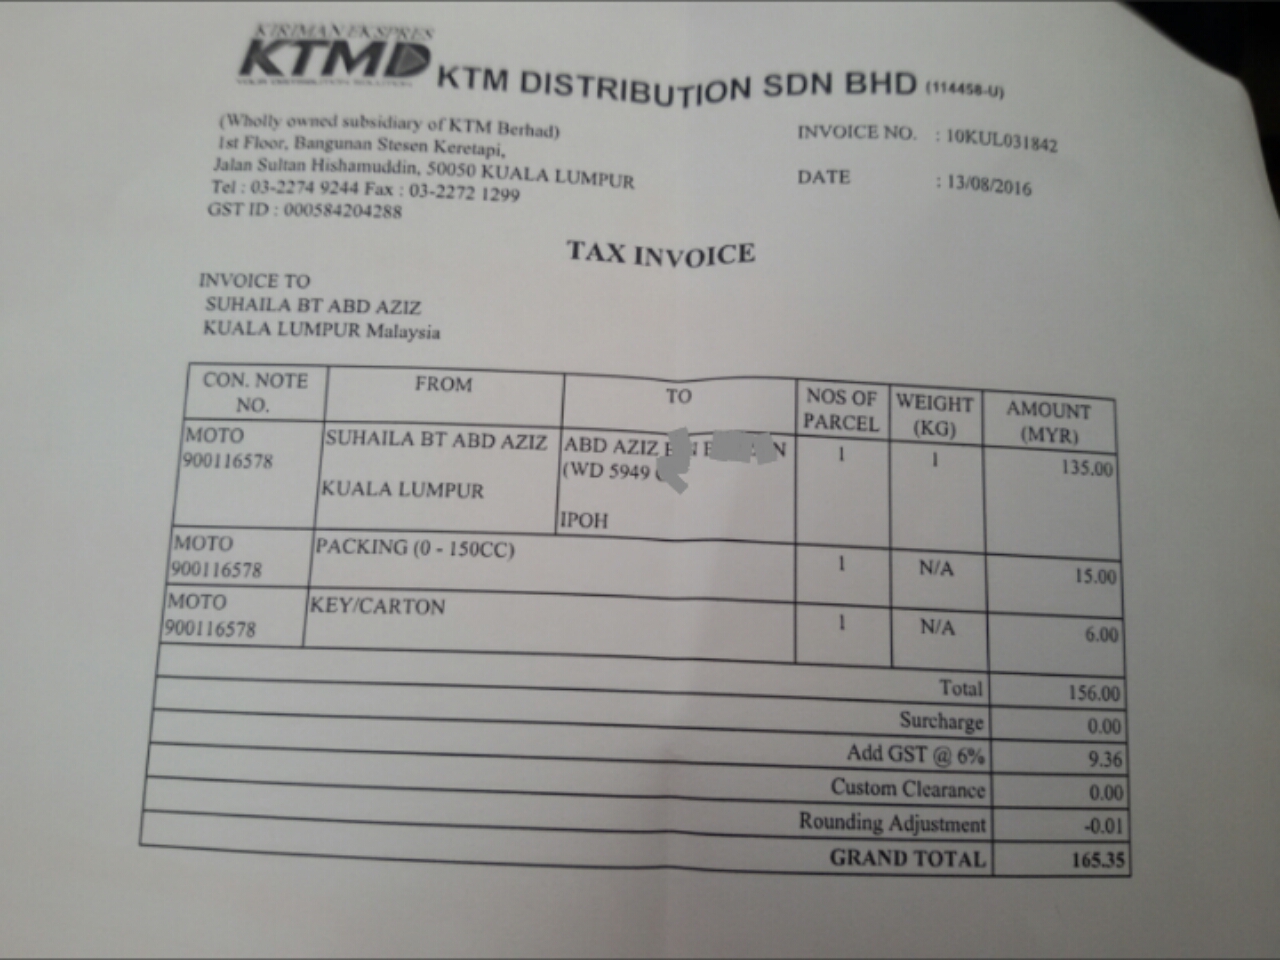 KIRIMAN EKSPRES
KTMD
YOUR DISTRIBUTION SOLUTION
KTM DISTRIBUTION SDN BHD (114458-U)
(Wholly owned subsidiary of KTM Berhad)
1st Floor, Bangunan Stesen Keretapi,
Jalan Sultan Hishamuddin, 50050 KUALA LUMPUR
Tel : 03-2274 9244 Fax : 03-2272 1299
GST ID : 000584204288
INVOICE NO. : 10KUL031842
DATE : 13/08/2016
TAX INVOICE
INVOICE TO
SUHAILA BT ABD AZIZ
KUALA LUMPUR Malaysia
CON. NOTE NO. FROM TO NOS OF PARCEL WEIGHT (KG) AMOUNT (MYR)
MOTO 900116578
SUHAILA BT ABD AZIZ
KUALA LUMPUR
ABD AZIZ
(WD 5949
IPOH
1 1 135.00
MOTO 900116578 PACKING (0 - 150CC) 1 N/A 15.00
MOTO 900116578 KEY/CARTON 1 N/A 6.00
Total 156.00
Surcharge 0.00
Add GST @ 6% 9.36
Custom Clearance 0.00
Rounding Adjustment -0.01
GRAND TOTAL 165.35